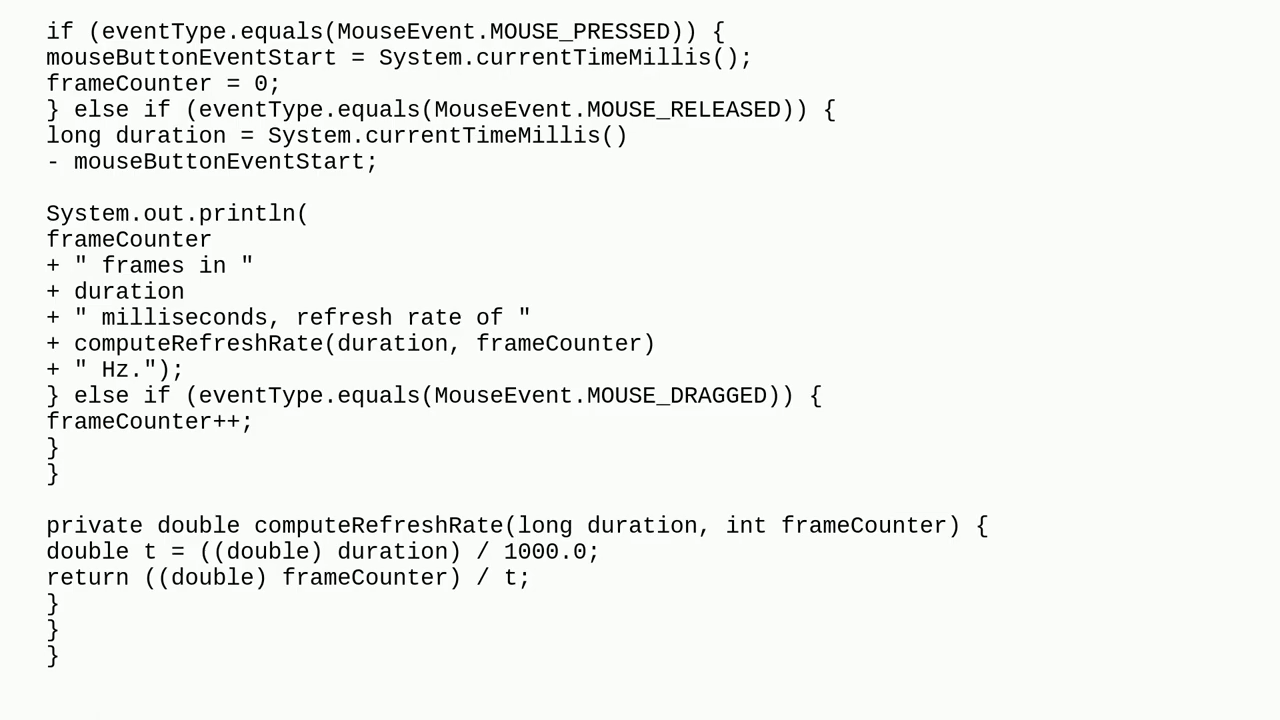 if (eventType.equals(MouseEvent.MOUSE_PRESSED)) {
mouseButtonEventStart = System.currentTimeMillis();
frameCounter = 0;
} else if (eventType.equals(MouseEvent.MOUSE_RELEASED)) {
long duration = System.currentTimeMillis()
- mouseButtonEventStart;

System.out.println(
frameCounter
+ " frames in "
+ duration
+ " milliseconds, refresh rate of "
+ computeRefreshRate(duration, frameCounter)
+ " Hz.");
} else if (eventType.equals(MouseEvent.MOUSE_DRAGGED)) {
frameCounter++;
}
}

private double computeRefreshRate(long duration, int frameCounter) {
double t = ((double) duration) / 1000.0;
return ((double) frameCounter) / t;
}
}
}